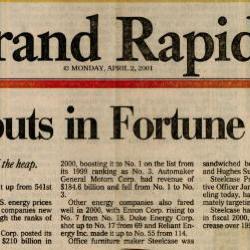 rand Rapid
© MONDAY, APRIL 2, 2001
outs in Fortune
the heap.
t up from 541st
S. energy prices
companies new
ugh the ranks of
Corp. posted its
$210 billion in
2000, boosting it to No. 1 on the list from
its 1999 ranking as No. 3. Automaker
General Motors Corp. had revenue of
$184.6 billion and fell from No. 1 to No.
3.
Other energy companies also fared
well in 2000, with Enron Corp. rising to
No. 7 from No. 18. Duke Energy Corp.
shot up to No. 17 from 69 and Reliant En-
ergy Inc. made it up to No. 55 from 114.
Office furniture maker Steelcase was
sandwiched be
and Hughes Su
Steelcase Pr
tive Officer Jam
cling today, ha
mately targetin
Steelcase m
in fiscal 2000,
crease over 19